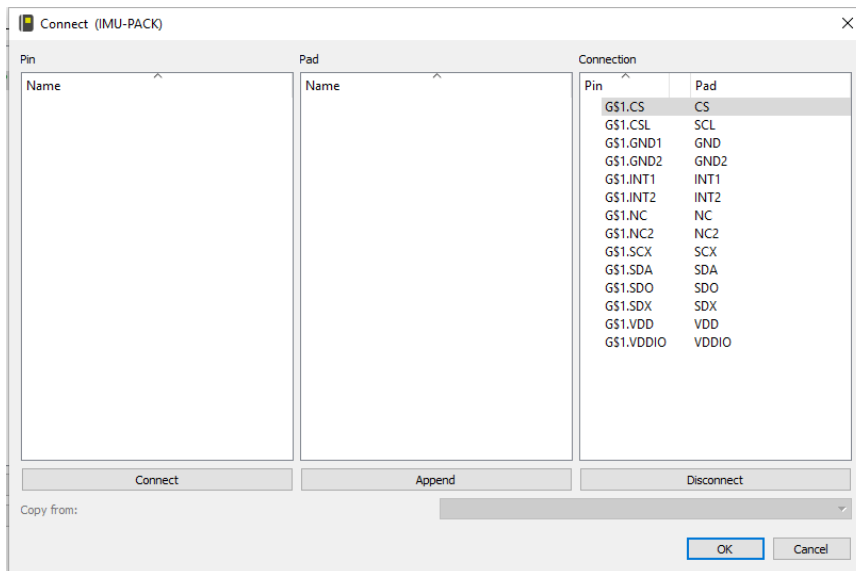 Connect (IMU-PACK)
Pin Pad Connection
Name Name Pin Pad
G$1.CS CS
G$1.CSL SCL
G$1.GND1 GND
G$1.GND2 GND2
G$1.INT1 INT1
G$1.INT2 INT2
G$1.NC NC
G$1.NC2 NC2
G$1.SCX SCX
G$1.SDA SDA
G$1.SDO SDO
G$1.SDX SDX
G$1.VDD VDD
G$1.VDDIO VDDIO
Connect Append Disconnect
Copy from:
OK Cancel